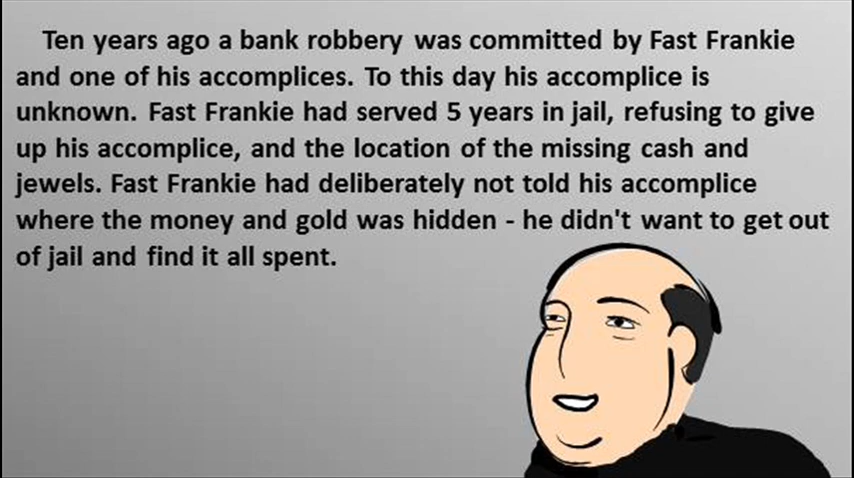 Ten years ago a bank robbery was committed by Fast Frankie
and one of his accomplices. To this day his accomplice is
unknown. Fast Frankie had served 5 years in jail, refusing to give
up his accomplice, and the location of the missing cash and
jewels. Fast Frankie had deliberately not told his accomplice
where the money and gold was hidden - he didn't want to get out
of jail and find it all spent.